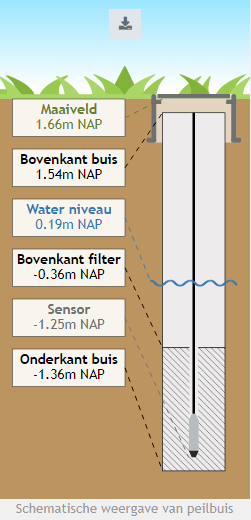 Maaiveld
1.66m NAP
Bovenkant buis
1.54m NAP
Water niveau
0.19m NAP
Bovenkant filter
-0.36m NAP
Sensor
-1.25m NAP
Onderkant buis
-1.36m NAP
Schematische weergave van peilbuis